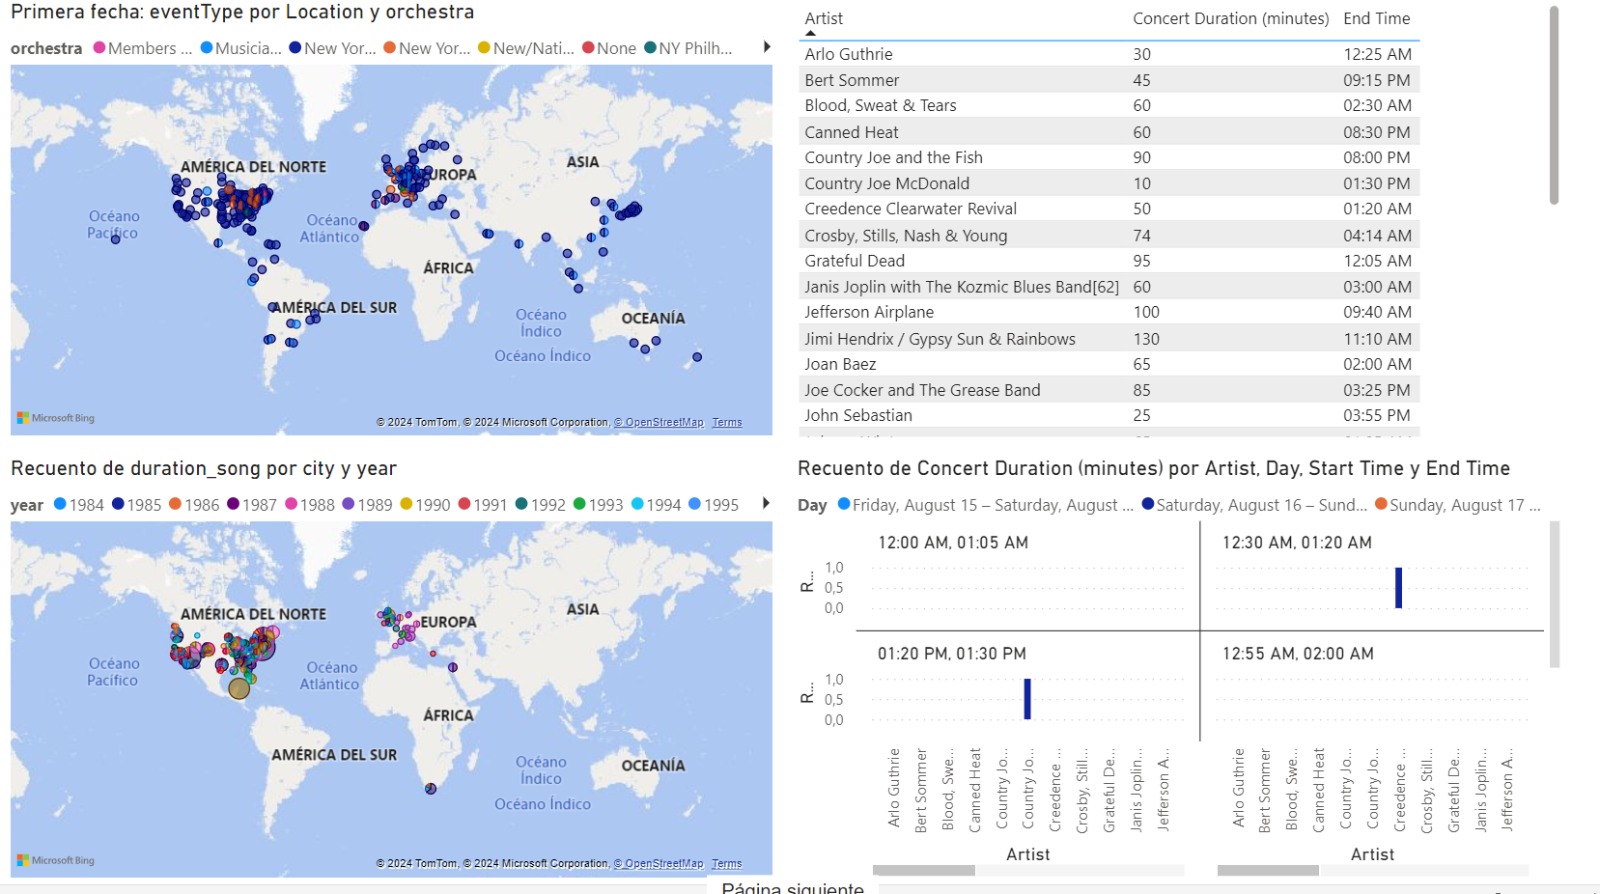 Primera fecha: eventType por Location y orchestra
orchestra Members ... Musicia... New Yor... New Yor... New/Nati... None NY Philh...
AMÉRICA DEL NORTE
EUROPA
ASIA
Océano Pacífico
Océano Atlántico
ÁFRICA
AMÉRICA DEL SUR
Océano Índico
OCEANÍA
Océano Índico
Microsoft Bing
© 2024 TomTom, © 2024 Microsoft Corporation, © OpenStreetMap Terms
Artist Concert Duration (minutes) End Time
Arlo Guthrie 30 12:25 AM
Bert Sommer 45 09:15 PM
Blood, Sweat & Tears 60 02:30 AM
Canned Heat 60 08:30 PM
Country Joe and the Fish 90 08:00 PM
Country Joe McDonald 10 01:30 PM
Creedence Clearwater Revival 50 01:20 AM
Crosby, Stills, Nash & Young 74 04:14 AM
Grateful Dead 95 12:05 AM
Janis Joplin with The Kozmic Blues Band[62] 60 03:00 AM
Jefferson Airplane 100 09:40 AM
Jimi Hendrix / Gypsy Sun & Rainbows 130 11:10 AM
Joan Baez 65 02:00 AM
Joe Cocker and The Grease Band 85 03:25 PM
John Sebastian 25 03:55 PM
Recuento de duration_song por city y year
year 1984 1985 1986 1987 1988 1989 1990 1991 1992 1993 1994 1995
AMÉRICA DEL NORTE
EUROPA
ASIA
Océano Pacífico
Océano Atlántico
ÁFRICA
AMÉRICA DEL SUR
Océano Índico
OCEANÍA
Océano Índico
Microsoft Bing
© 2024 TomTom, © 2024 Microsoft Corporation, © OpenStreetMap Terms
Recuento de Concert Duration (minutes) por Artist, Day, Start Time y End Time
Day Friday, August 15 – Saturday, August ... Saturday, August 16 – Sund... Sunday, August 17 ...
12:00 AM, 01:05 AM
12:30 AM, 01:20 AM
R...
1,0
0,5
0,0
01:20 PM, 01:30 PM
12:55 AM, 02:00 AM
R...
1,0
0,5
0,0
Arlo Guthrie
Bert Sommer
Blood, Swe...
Canned Heat
Country Jo...
Country Jo...
Creedence ...
Crosby, Still...
Grateful De...
Janis Joplin...
Jefferson A...
Arlo Guthrie
Bert Sommer
Blood, Swe...
Canned Heat
Country Jo...
Country Jo...
Creedence ...
Crosby, Still...
Grateful De...
Janis Joplin...
Jefferson A...
Artist
Artist
Página siguiente